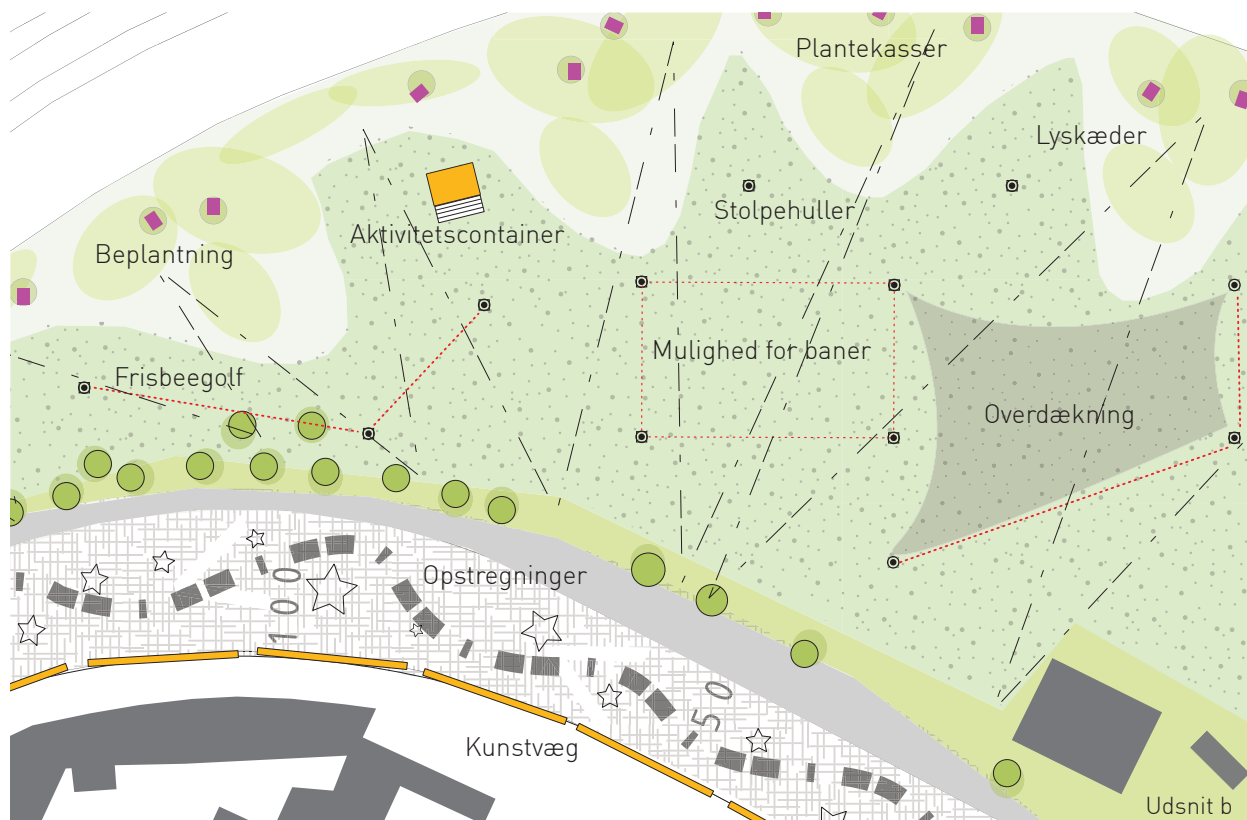 Plantekasser
Lyskæder
Stolpehuller
Aktivitetscontainer
Beplantning
Mulighed for baner
Frisbeegolf
Overdækning
Opstregninger
100
50
Kunstvæg
Udsnit b